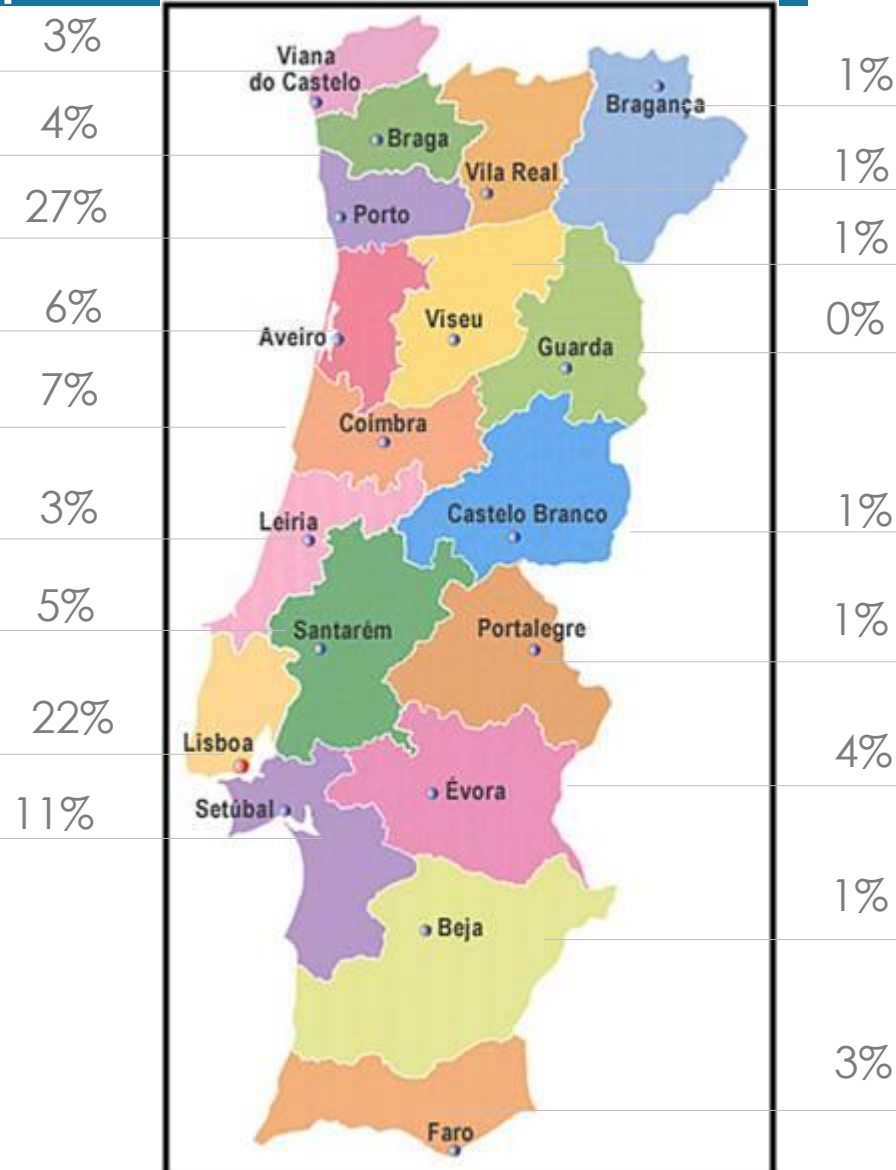 3%
Viana
do Castelo
1%
Bragança
4%
Braga
Vila Real
1%
27%
Porto
1%
6%
Aveiro
Viseu
Guarda
0%
7%
Coimbra
3%
Leiria
Castelo Branco
1%
5%
Santarém
Portalegre
1%
22%
Lisboa
11%
Setúbal
Évora
4%
Beja
1%
3%
Faro